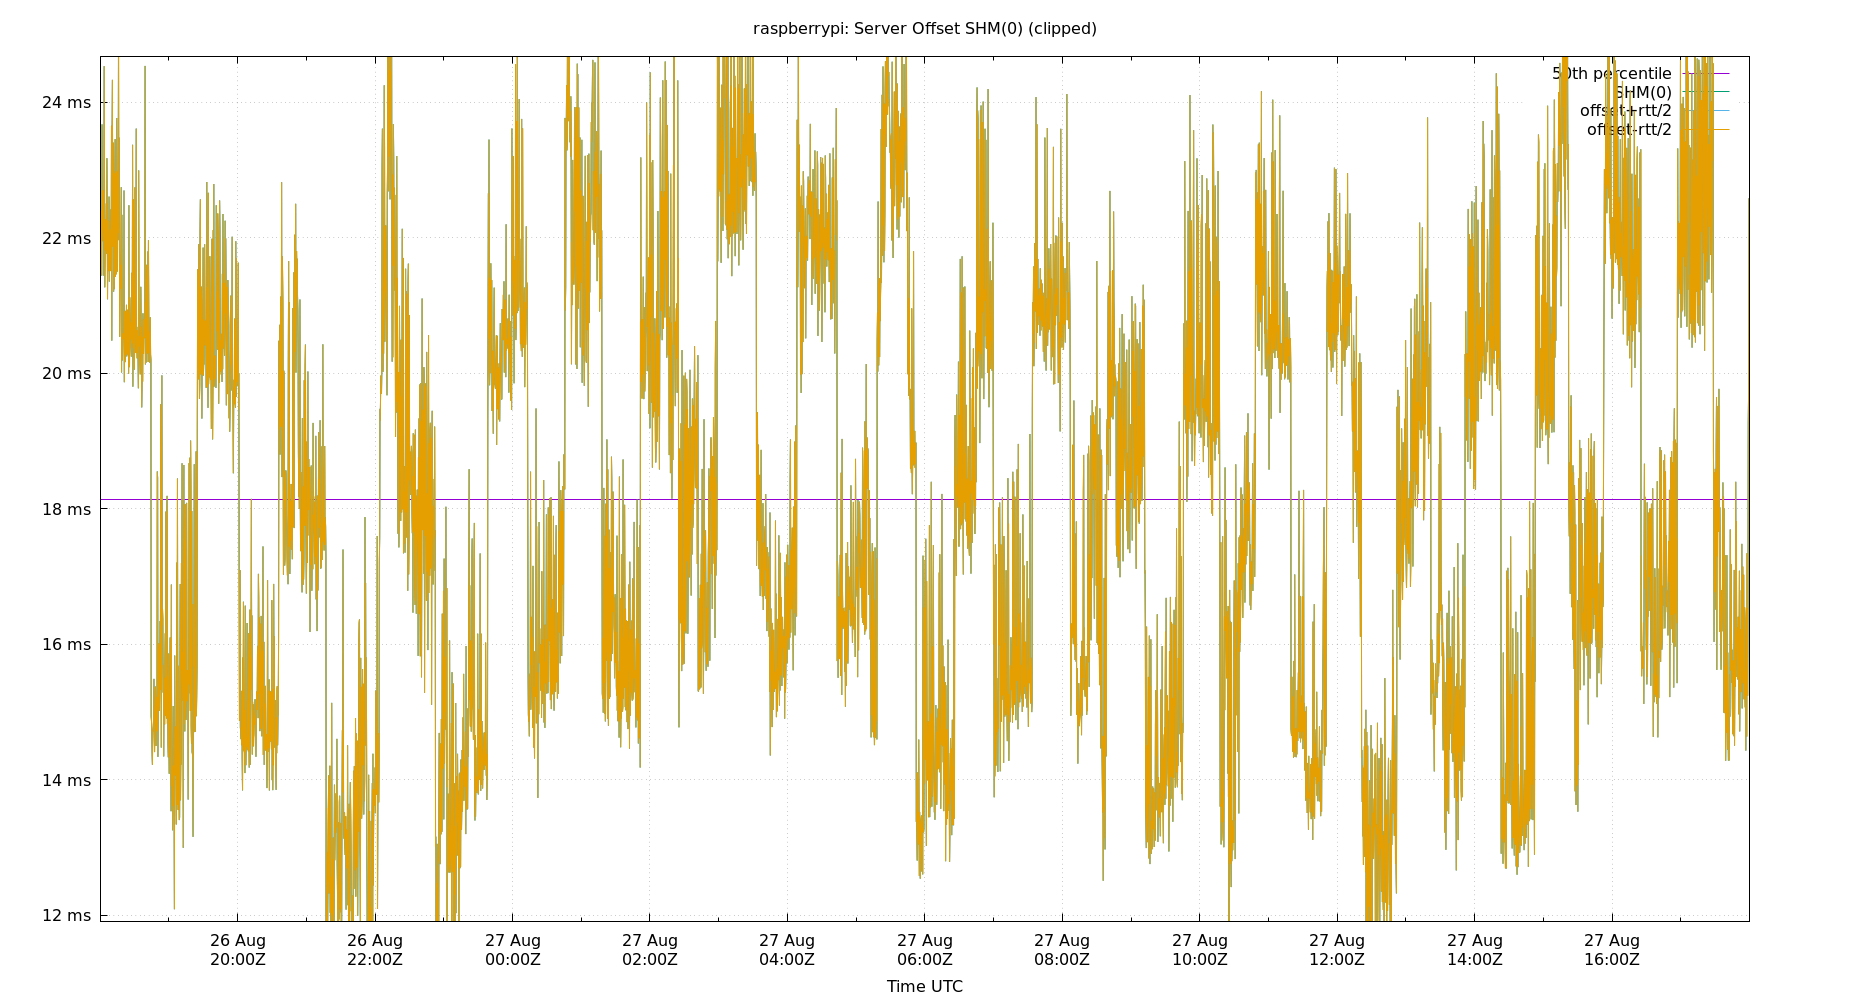 raspberrypi: Server Offset SHM(0) (clipped)
50th percentile
SHM(0)
offset+rtt/2
offset-rtt/2
24 ms
22 ms
20 ms
18 ms
16 ms
14 ms
12 ms
26 Aug 26 Aug 27 Aug 27 Aug 27 Aug 27 Aug 27 Aug 27 Aug 27 Aug 27 Aug 27 Aug
20:00Z 22:00Z 00:00Z 02:00Z 04:00Z 06:00Z 08:00Z 10:00Z 12:00Z 14:00Z 16:00Z
Time UTC